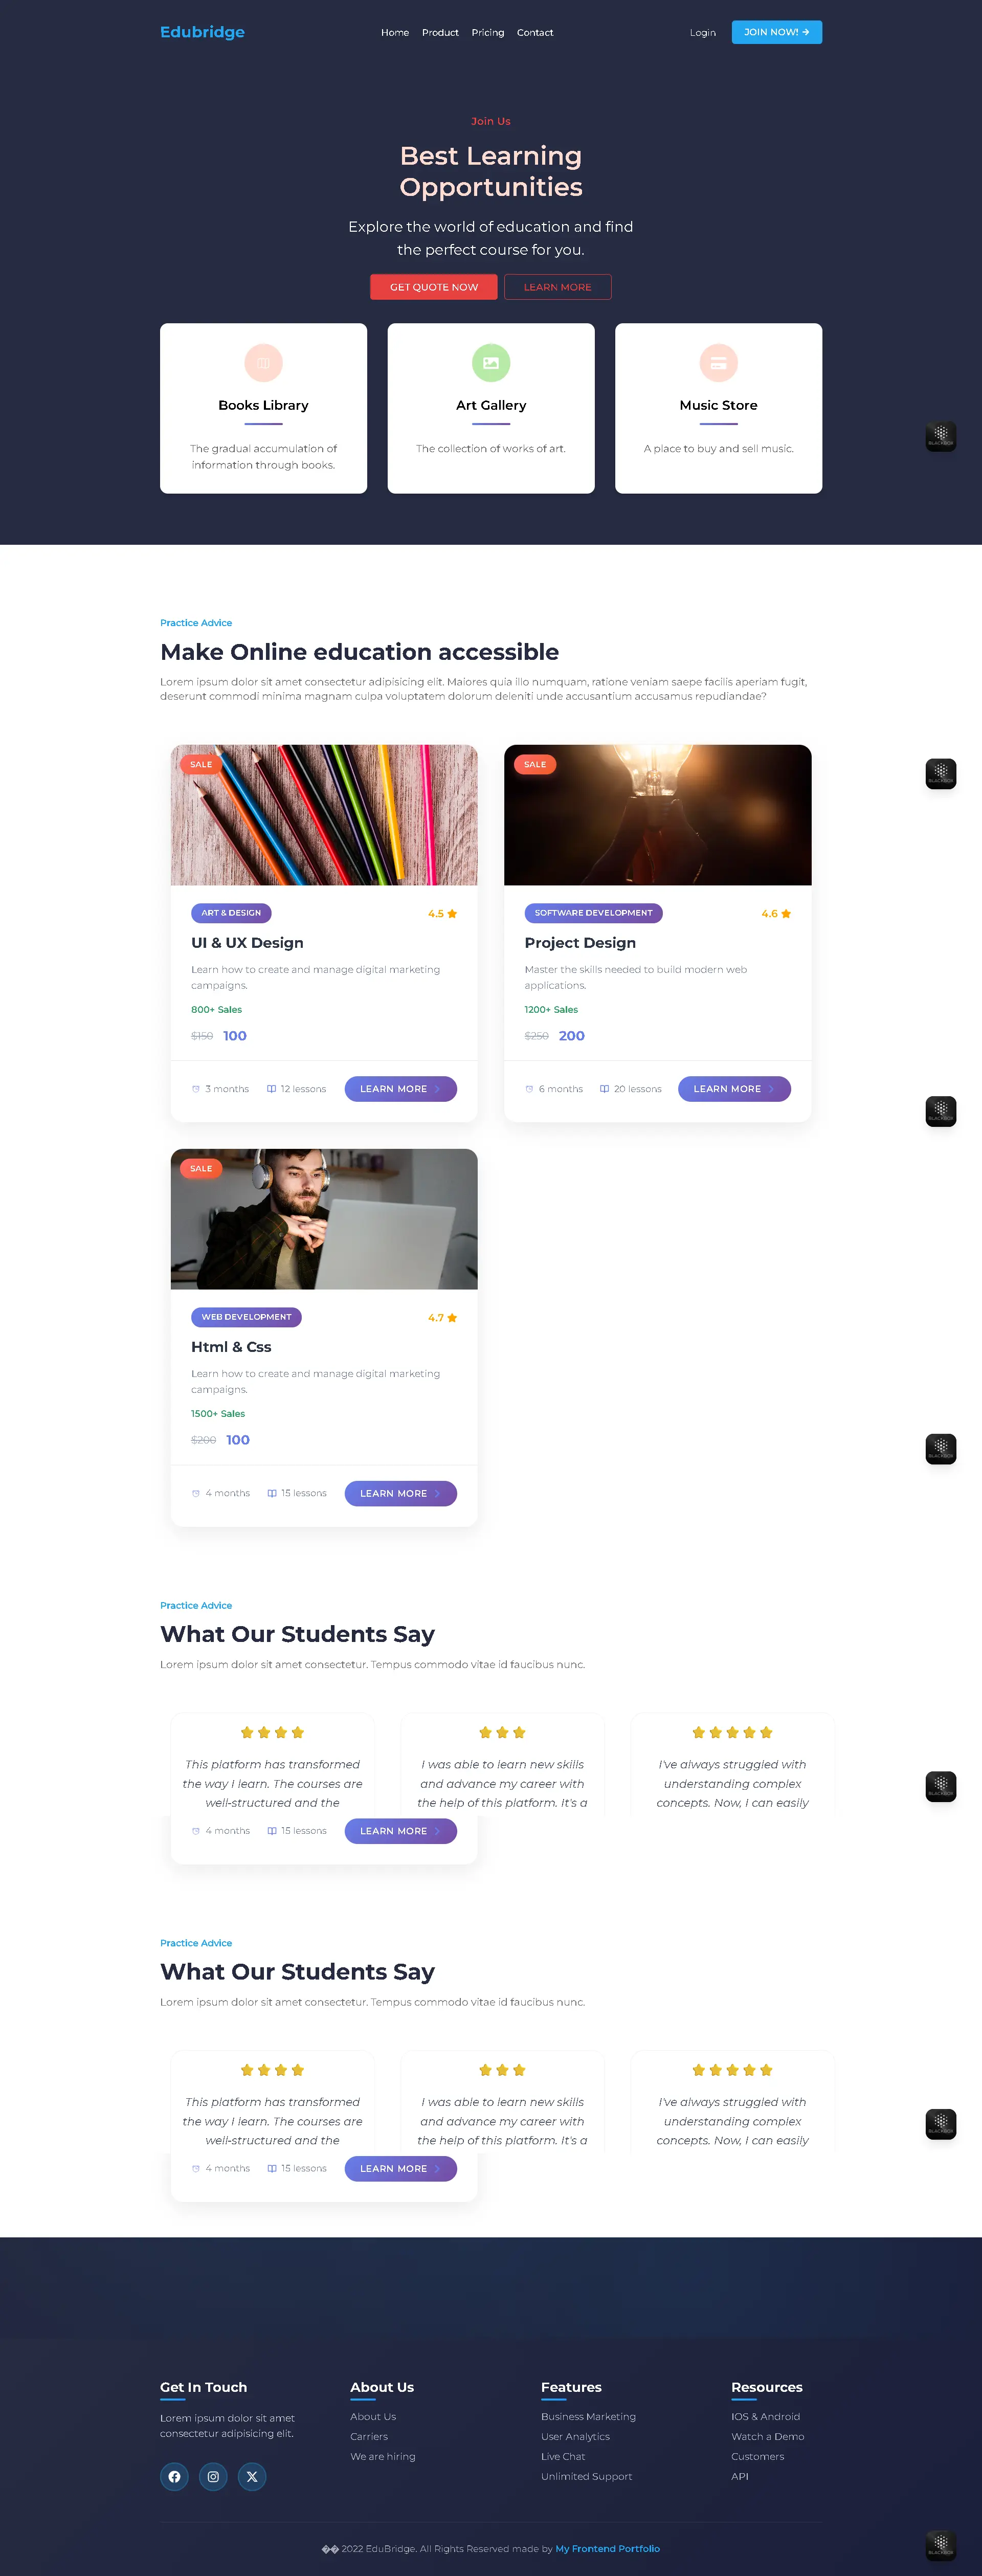 Edubridge
Home Product Pricing Contact
Login JOIN NOW! →
Join Us
Best Learning
Opportunities
Explore the world of education and find
the perfect course for you.
GET QUOTE NOW LEARN MORE
Books Library
The gradual accumulation of
information through books.
Art Gallery
The collection of works of art.
Music Store
A place to buy and sell music.
BLACKBOX
Practice Advice
Make Online education accessible
Lorem ipsum dolor sit amet consectetur adipisicing elit. Maiores quia illo numquam, ratione veniam saepe facilis aperiam fugit,
deserunt commodi minima magnam culpa voluptatem dolorum deleniti unde accusantium accusamus repudiandae?
BLACKBOX
SALE
ART & DESIGN 4.5
UI & UX Design
Learn how to create and manage digital marketing
campaigns.
800+ Sales
$150 100
3 months 12 lessons LEARN MORE
SALE
SOFTWARE DEVELOPMENT 4.6
Project Design
Master the skills needed to build modern web
applications.
1200+ Sales
$250 200
6 months 20 lessons LEARN MORE
BLACKBOX
SALE
WEB DEVELOPMENT 4.7
Html & Css
Learn how to create and manage digital marketing
campaigns.
1500+ Sales
$200 100
4 months 15 lessons LEARN MORE
BLACKBOX
Practice Advice
What Our Students Say
Lorem ipsum dolor sit amet consectetur. Tempus commodo vitae id faucibus nunc.
This platform has transformed
the way I learn. The courses are
well-structured and the
I was able to learn new skills
and advance my career with
the help of this platform. It's a
I've always struggled with
understanding complex
concepts. Now, I can easily
BLACKBOX
4 months 15 lessons LEARN MORE
Practice Advice
What Our Students Say
Lorem ipsum dolor sit amet consectetur. Tempus commodo vitae id faucibus nunc.
This platform has transformed
the way I learn. The courses are
well-structured and the
I was able to learn new skills
and advance my career with
the help of this platform. It's a
I've always struggled with
understanding complex
concepts. Now, I can easily
BLACKBOX
4 months 15 lessons LEARN MORE
Get In Touch
Lorem ipsum dolor sit amet
consectetur adipisicing elit.
About Us
About Us
Carriers
We are hiring
Features
Business Marketing
User Analytics
Live Chat
Unlimited Support
Resources
IOS & Android
Watch a Demo
Customers
API
�� 2022 EduBridge. All Rights Reserved made by My Frontend Portfolio
BLACKBOX